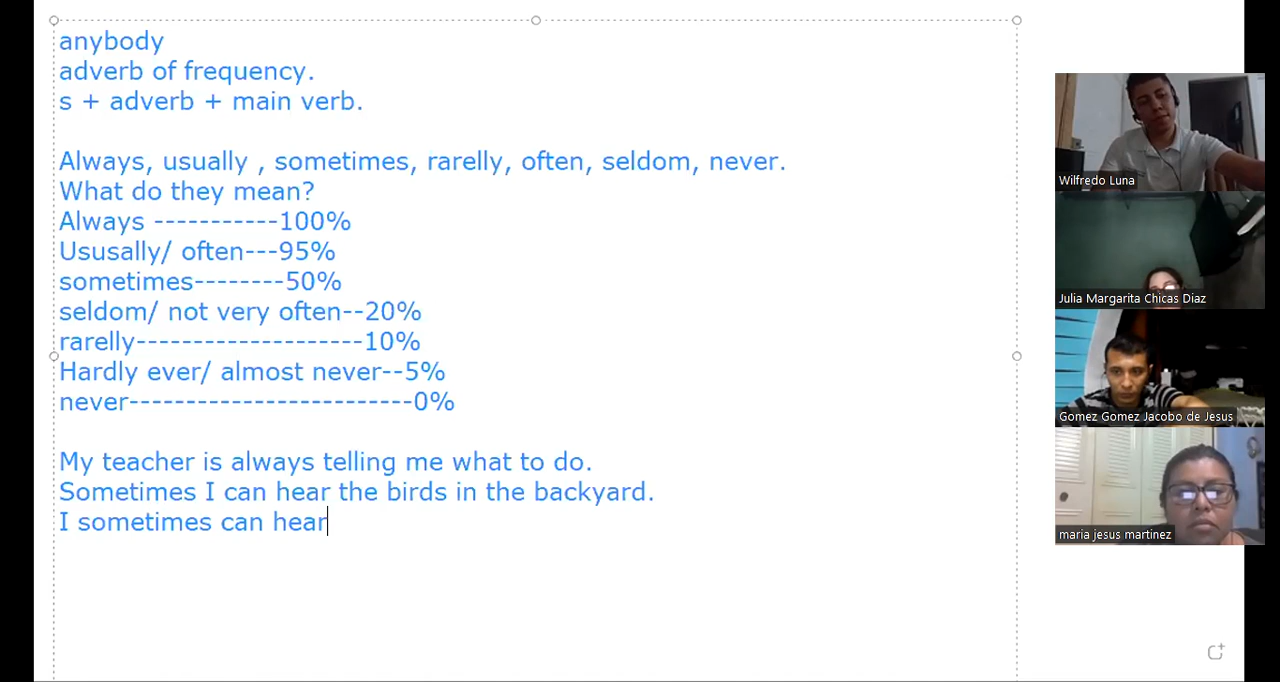 anybody
adverb of frequency.
s + adverb + main verb.
Always, usually , sometimes, rarelly, often, seldom, never.
What do they mean?
Always -----------100%
Ususally/ often---95%
sometimes--------50%
seldom/ not very often--20%
rarelly--------------------10%
Hardly ever/ almost never--5%
never-------------------------0%
My teacher is always telling me what to do.
Sometimes I can hear the birds in the backyard.
I sometimes can hear
Wilfredo Luna
Julia Margarita Chicas Diaz
Gomez Gomez Jacobo de Jesus
maria jesus martinez